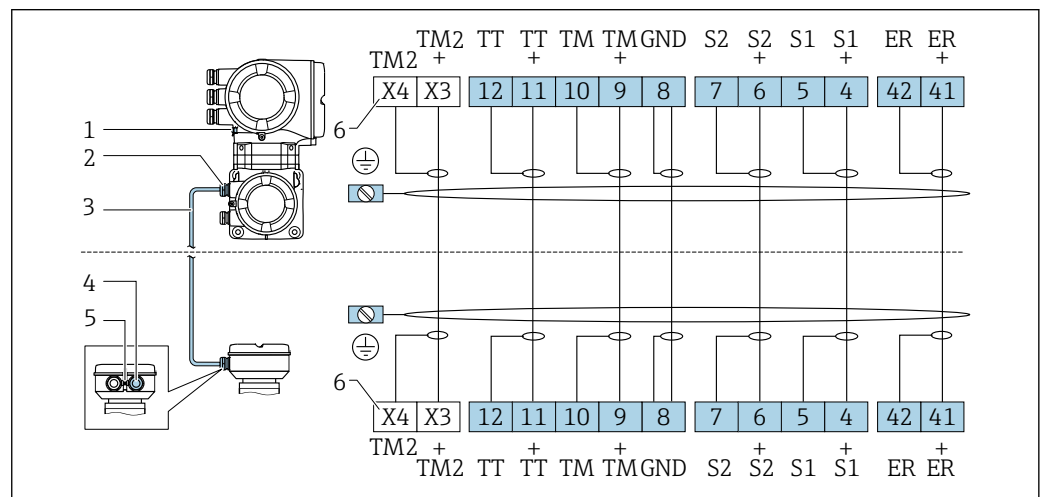 TM2 TT TT TM TM GND S2 S2 S1 S1 ER ER
TM2 + + + + + +
X4 X3 12 11 10 9 8 7 6 5 4 42 41
6
1
2
3
4
5
6
X4 X3 12 11 10 9 8 7 6 5 4 42 41
TM2 + + + + + +
TM2 TT TT TM TM GND S2 S2 S1 S1 ER ER